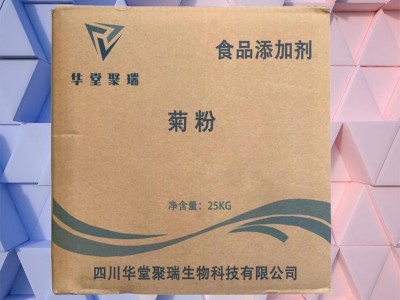 食品添加剂
华堂聚瑞
菊粉
净含量：25KG
四川华堂聚瑞生物科技有限公司